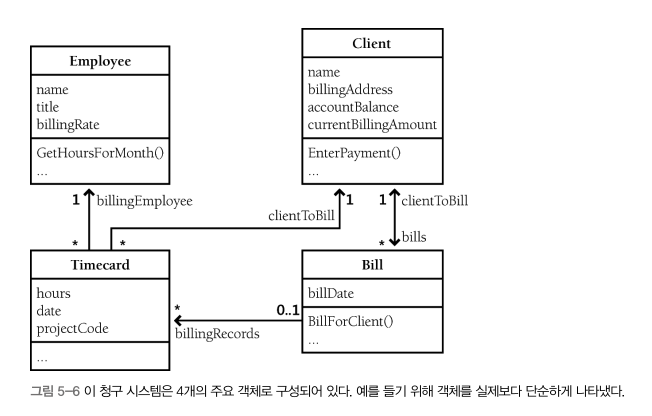 Employee
name
title
billingRate
GetHoursForMonth()
...
Client
name
billingAddress
accountBalance
currentBillingAmount
EnterPayment()
...
1 billingEmployee
*
clientToBill 1
*
1 clientToBill
* bills
Timecard
hours
date
projectCode
...
Bill
billDate
BillForClient()
...
* 0..1
billingRecords
그림 5-6 이 청구 시스템은 4개의 주요 객체로 구성되어 있다. 예를 들기 위해 객체를 실제보다 단순하게 나타냈다.